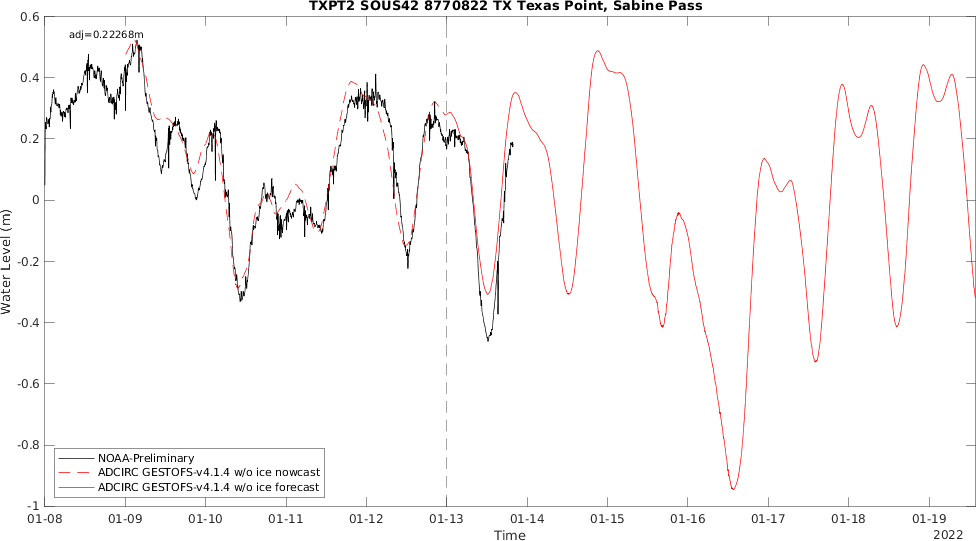 TXPT2 SOUS42 8770822 TX Texas Point, Sabine Pass
adj=0.22268m
0.6
0.4
0.2
0
-0.2
-0.4
-0.6
-0.8
-1
Water Level (m)
NOAA-Preliminary
ADCIRC GESTOFS-v4.1.4 w/o ice nowcast
ADCIRC GESTOFS-v4.1.4 w/o ice forecast
01-08 01-09 01-10 01-11 01-12 01-13 01-14 01-15 01-16 01-17 01-18 01-19
Time
2022